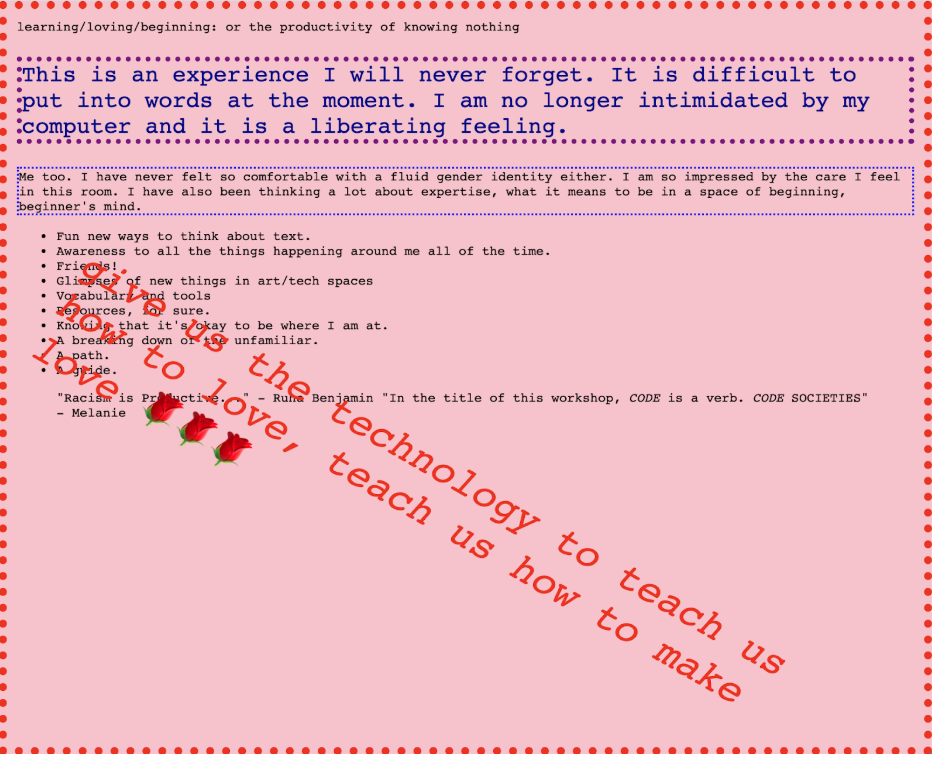 learning/loving/beginning: or the productivity of knowing nothing
This is an experience I will never forget. It is difficult to
put into words at the moment. I am no longer intimidated by my
computer and it is a liberating feeling.
Me too. I have never felt so comfortable with a fluid gender identity either. I am so impressed by the care I feel
in this room. I have also been thinking a lot about expertise, what it means to be in a space of beginning,
beginner's mind.
• Fun new ways to think about text.
• Awareness to all the things happening around me all of the time.
• Friends!
• Glimpses of new things in art/tech spaces
• Vocabulary and tools
• Resources, for sure.
• Knowing that it's okay to be where I am at.
• A breaking down of the unfamiliar.
• A path.
• A guide.
"Racism is Productive..." – Runa Benjamin "In the title of this workshop, CODE is a verb. CODE SOCIETIES"
– Melanie
give us the technology to teach us
how to love, teach us how to make
love 🌹🌹🌹